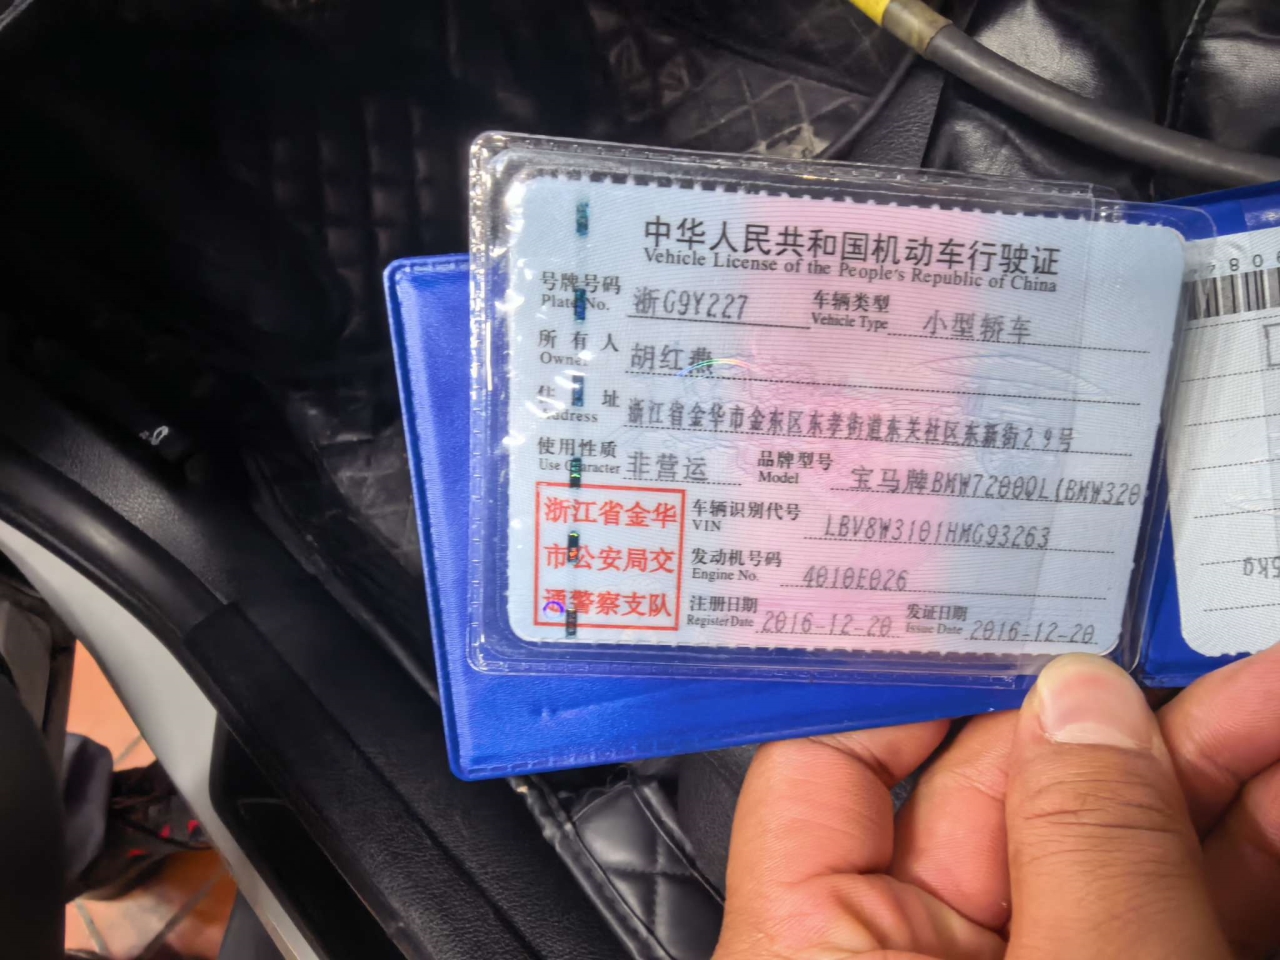 中华人民共和国机动车行驶证
Vehicle License of the People's Republic of China
号牌号码 浙G9Y227 车辆类型 小型轿车
Plate No. Vehicle Type
所有人 胡红燕
Owner
住址 浙江省金华市金东区东孝街道东关社区东新街29号
Address
使用性质 非营运 品牌型号 宝马牌BMW7200QL(BMW320
Use Character Model
浙江省金华
市公安局交
通警察支队
车辆识别代号 LBV8W3101HMG93263
VIN
发动机号码 4010E026
Engine No.
注册日期 2016-12-20 发证日期 2016-12-20
Register Date Issue Date